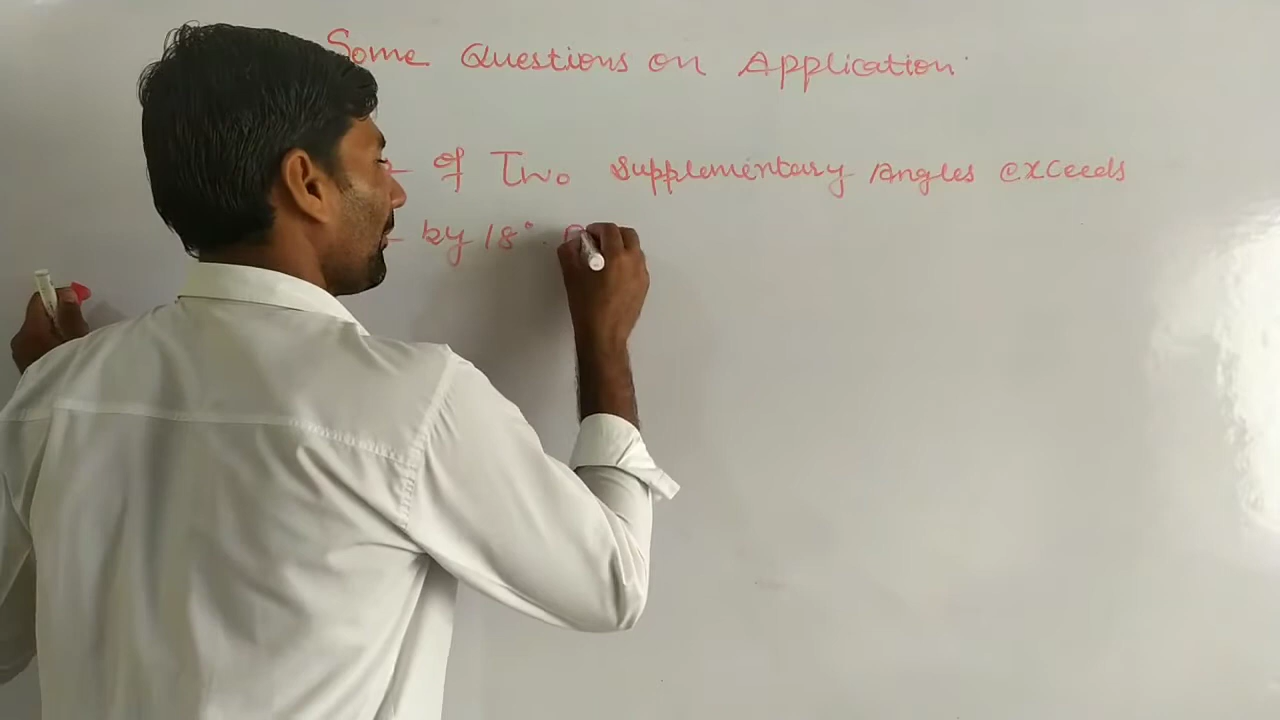 Some Questions on Application
of Two Supplementary Angles exceeds
by 18°.